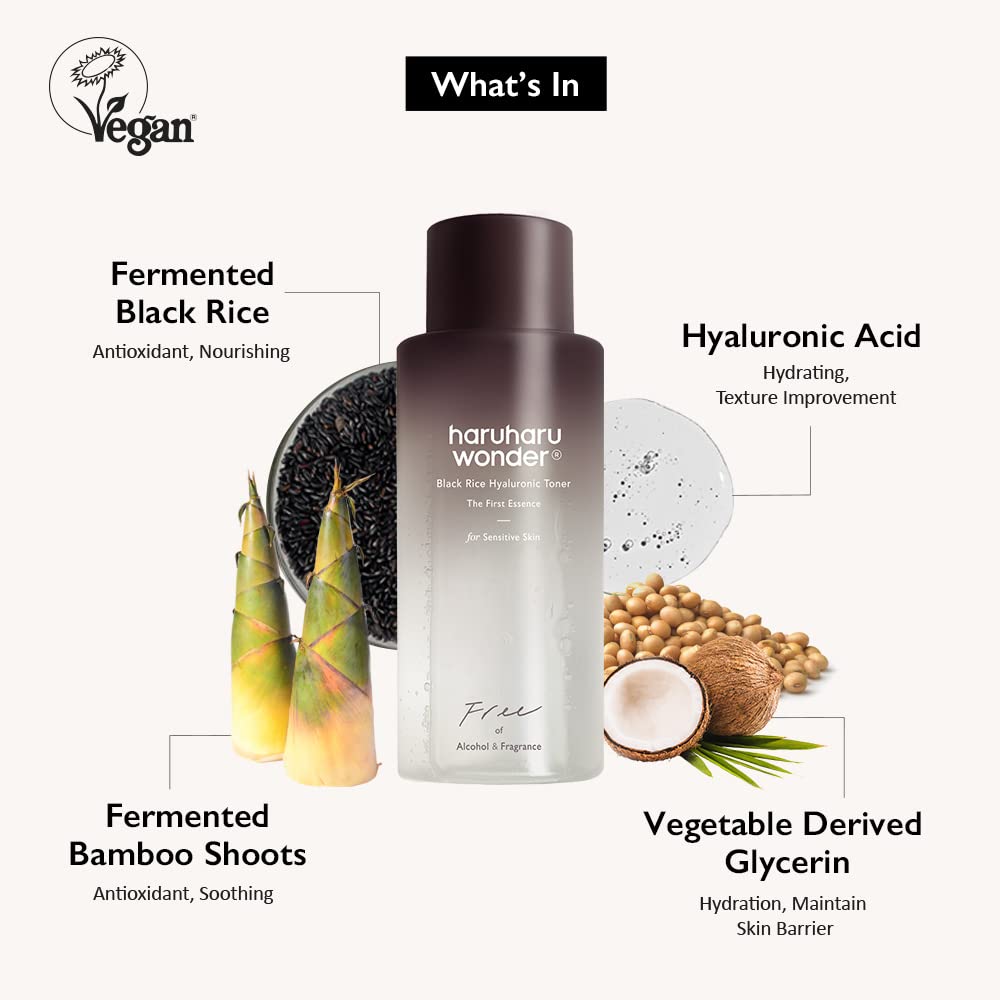 Vegan®
What's In
Fermented
Black Rice
Antioxidant, Nourishing
Hyaluronic Acid
Hydrating,
Texture Improvement
haruharu
wonder®
Black Rice Hyaluronic Toner
The First Essence
for Sensitive Skin
Free
of
Alcohol & Fragrance
Fermented
Bamboo Shoots
Antioxidant, Soothing
Vegetable Derived
Glycerin
Hydration, Maintain
Skin Barrier